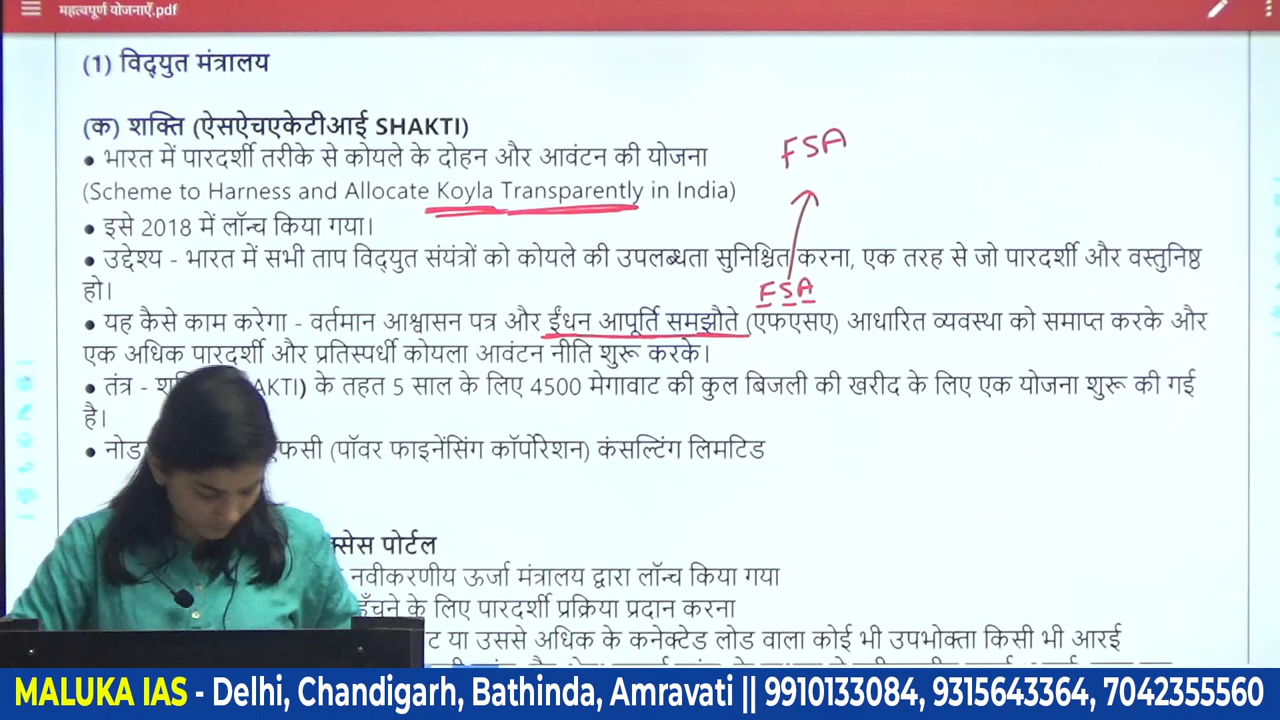 महत्वपूर्ण योजनाएँ.pdf
(1) विद्युत मंत्रालय
(क) शक्ति (ऐसऐचएकेटीआई SHAKTI)
• भारत में पारदर्शी तरीके से कोयले के दोहन और आवंटन की योजना
FSA
(Scheme to Harness and Allocate Koyla Transparently in India)
• इसे 2018 में लॉन्च किया गया।
• उद्देश्य - भारत में सभी ताप विद्युत संयंत्रों को कोयले की उपलब्धता सुनिश्चित करना, एक तरह से जो पारदर्शी और वस्तुनिष्ठ
हो।
FSA
• यह कैसे काम करेगा - वर्तमान आश्वासन पत्र और ईंधन आपूर्ति समझौते (एफएसए) आधारित व्यवस्था को समाप्त करके और
एक अधिक पारदर्शी और प्रतिस्पर्धी कोयला आवंटन नीति शुरू करके।
• तंत्र - के तहत 5 साल के लिए 4500 मेगावाट की कुल बिजली की खरीद के लिए एक योजना शुरू की गई
है।
• (पॉवर फाइनेंसिंग कॉर्पोरेशन) कंसल्टिंग लिमटिड
पोर्टल
नवीकरणीय ऊर्जा मंत्रालय द्वारा लॉन्च किया गया
के लिए पारदर्शी प्रक्रिया प्रदान करना
या उससे अधिक के कनेक्टेड लोड वाला कोई भी उपभोक्ता किसी भी आरई
MALUKA IAS - Delhi, Chandigarh, Bathinda, Amravati || 9910133084, 9315643364, 7042355560